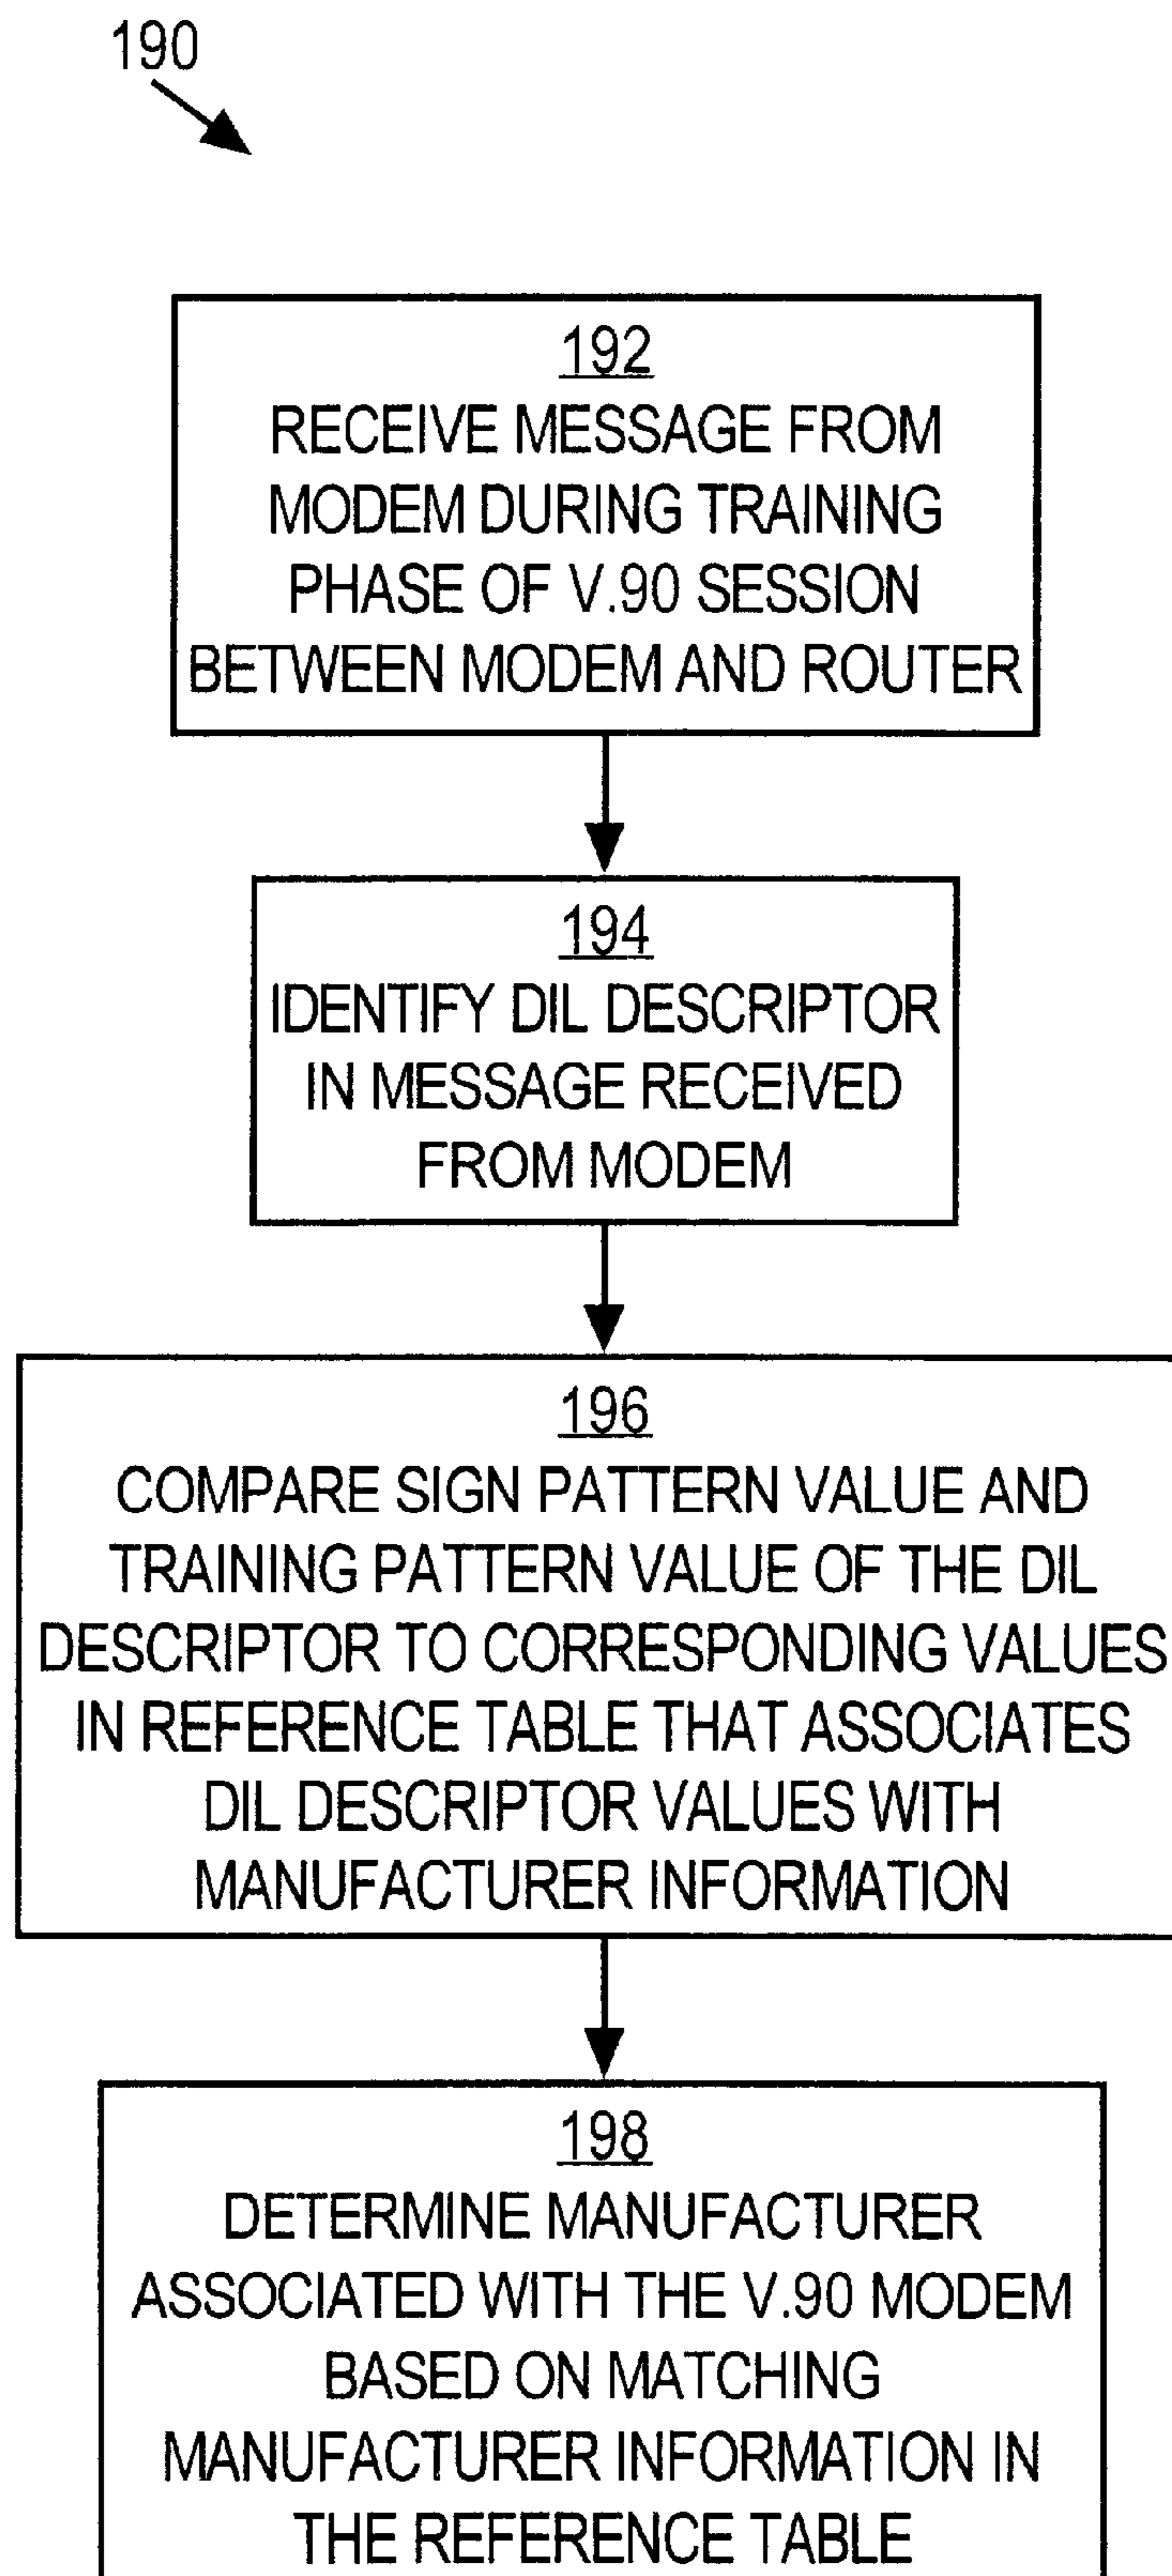 190
192
RECEIVE MESSAGE FROM
MODEM DURING TRAINING
PHASE OF V.90 SESSION
BETWEEN MODEM AND ROUTER
194
IDENTIFY DIL DESCRIPTOR
IN MESSAGE RECEIVED
FROM MODEM
196
COMPARE SIGN PATTERN VALUE AND
TRAINING PATTERN VALUE OF THE DIL
DESCRIPTOR TO CORRESPONDING VALUES
IN REFERENCE TABLE THAT ASSOCIATES
DIL DESCRIPTOR VALUES WITH
MANUFACTURER INFORMATION
198
DETERMINE MANUFACTURER
ASSOCIATED WITH THE V.90 MODEM
BASED ON MATCHING
MANUFACTURER INFORMATION IN
THE REFERENCE TABLE